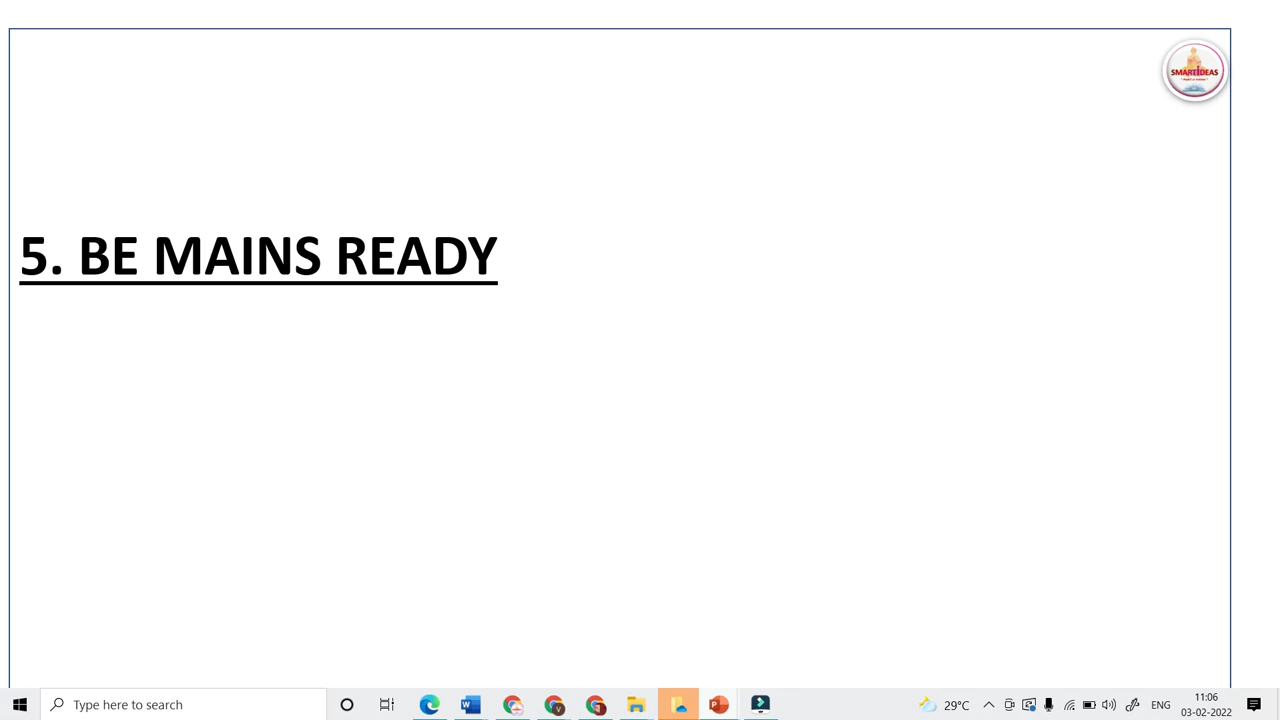 SMARTIDEAS
5. BE MAINS READY
Type here to search
29°C
ENG
11:06
03-02-2022